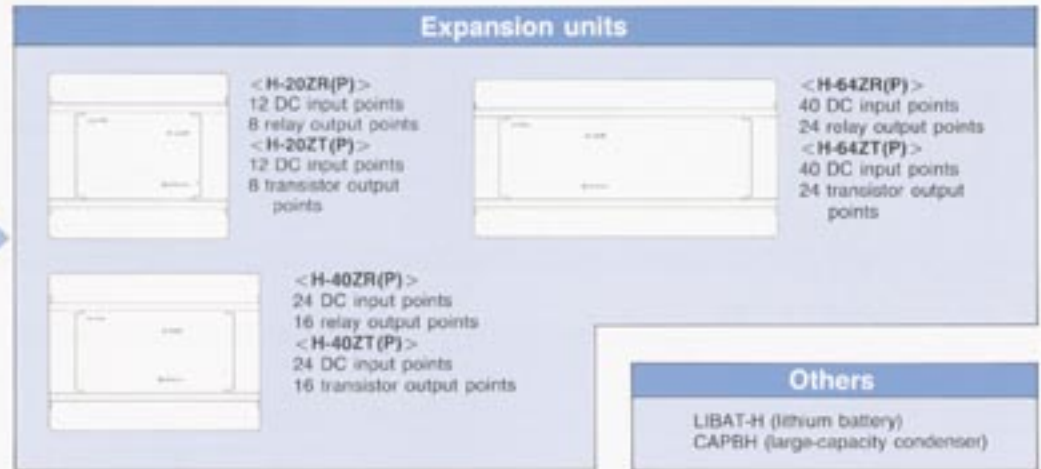 Expansion units
<H-20ZR(P)>
12 DC input points
8 relay output points
<H-20ZT(P)>
12 DC input points
8 transistor output
points
<H-64ZR(P)>
40 DC input points
24 relay output points
<H-64ZT(P)>
40 DC input points
24 transistor output
points
<H-40ZR(P)>
24 DC input points
16 relay output points
<H-40ZT(P)>
24 DC input points
16 transistor output points
Others
LIBAT-H (lithium battery)
CAPBH (large-capacity condenser)